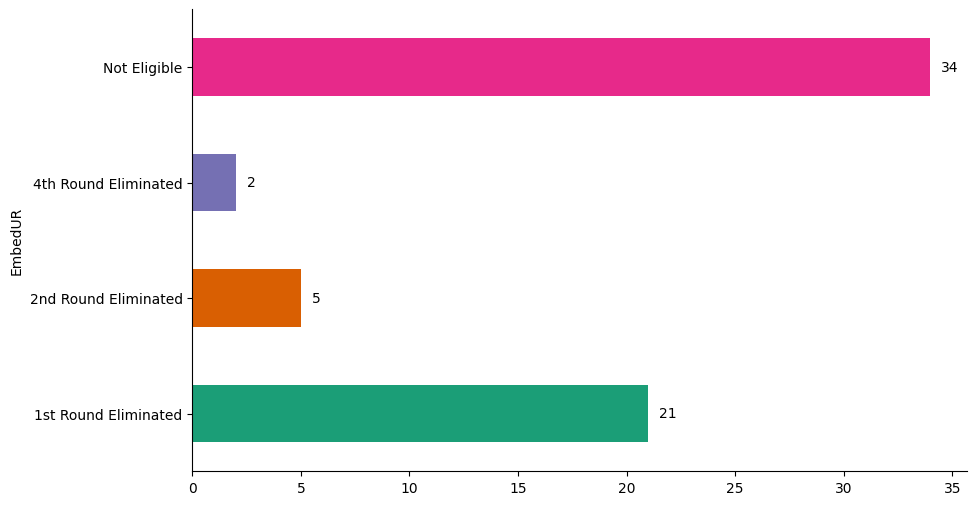 Not Eligible
34
4th Round Eliminated
2
EmbedUR
2nd Round Eliminated
5
1st Round Eliminated
21
0 5 10 15 20 25 30 35